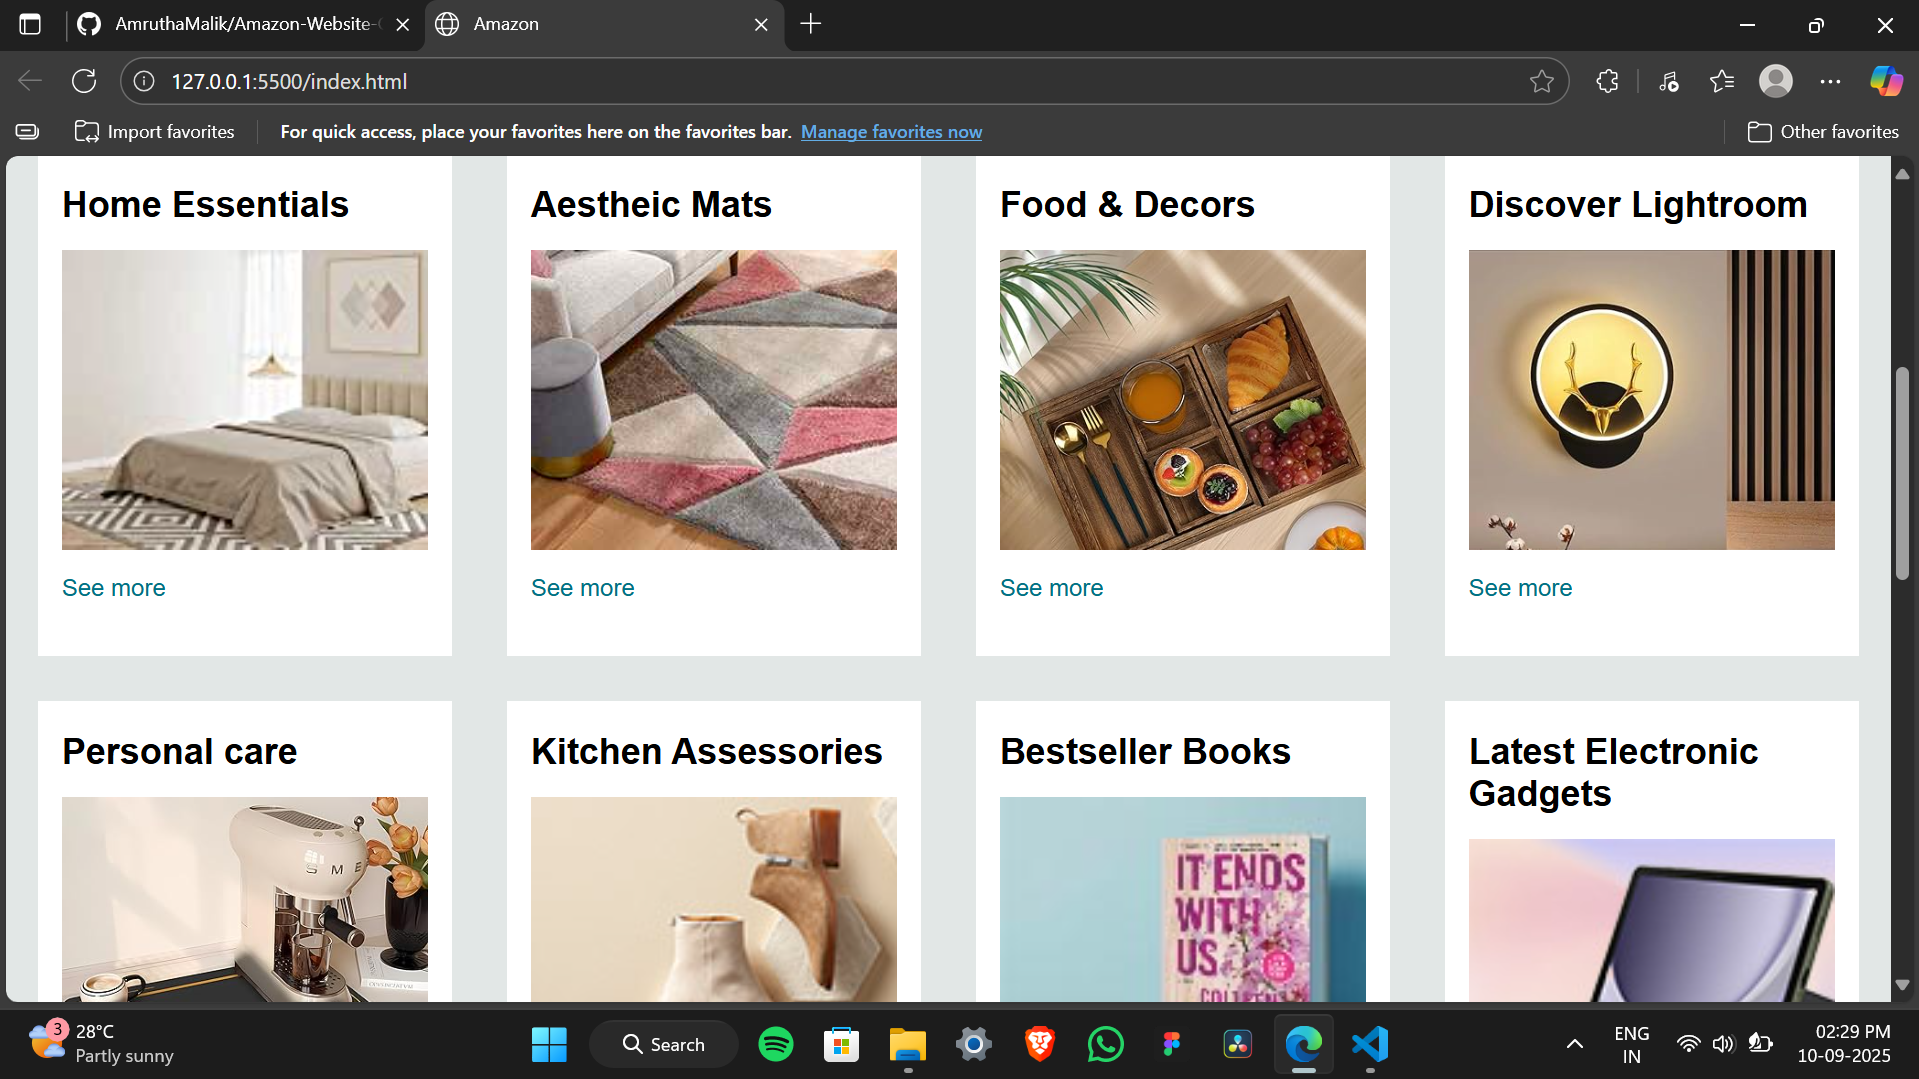 AmruthaMalik/Amazon-Website-
Amazon
127.0.0.1:5500/index.html
Import favorites
For quick access, place your favorites here on the favorites bar. Manage favorites now
Other favorites
Home Essentials
Aestheic Mats
Food & Decors
Discover Lightroom
See more
See more
See more
See more
Personal care
Kitchen Assessories
Bestseller Books
Latest Electronic
Gadgets
SME
IT ENDS
WITH
US
COLLEEN
3
28°C
Partly sunny
Search
ENG
IN
02:29 PM
10-09-2025